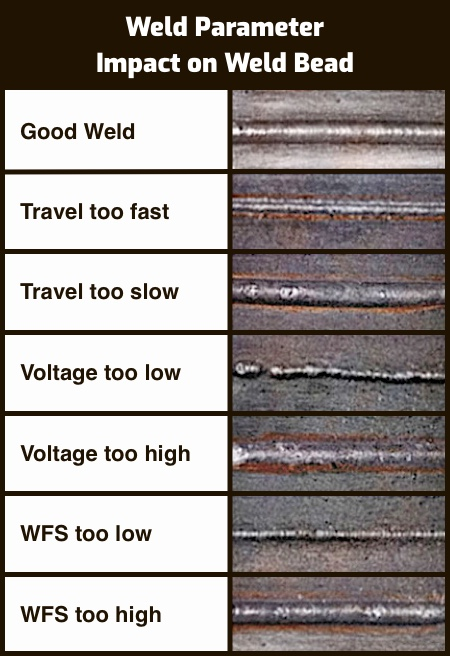 Weld Parameter
Impact on Weld Bead
Good Weld
Travel too fast
Travel too slow
Voltage too low
Voltage too high
WFS too low
WFS too high